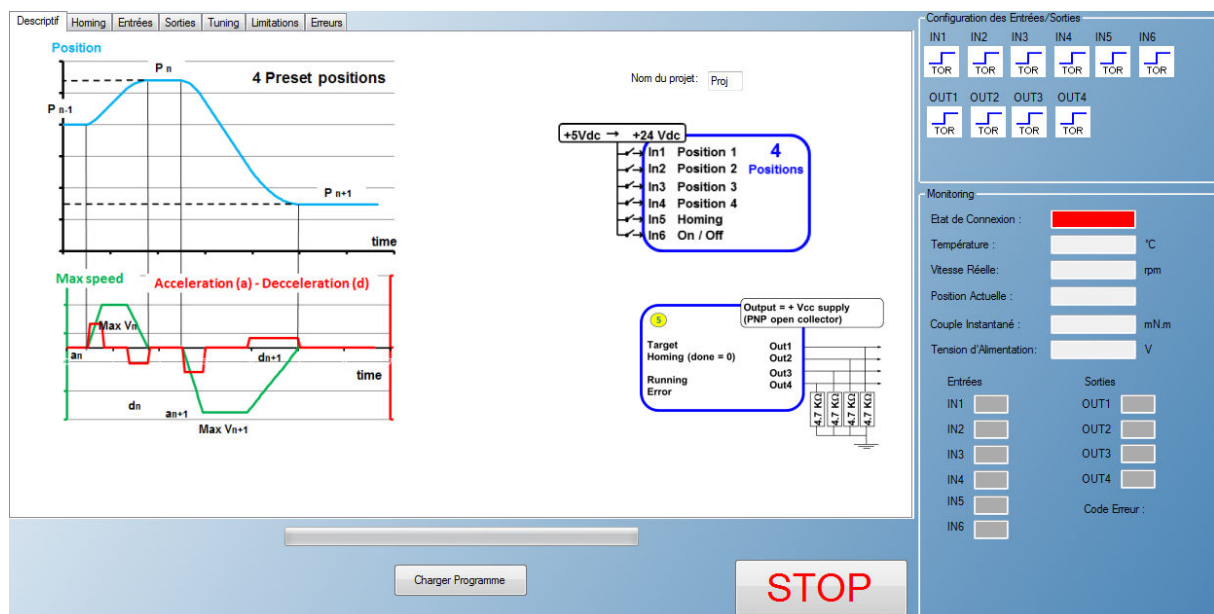 Descriptif Homing Entrées Sorties Tuning Limitations Erreurs
Position
P n
4 Preset positions
P n-1
P n+1
time
Max speed
Acceleration (a) - Decceleration (d)
Max Vn
an
dn+1
time
dn
an+1
Max Vn+1
Nom du projet: Proj
+5Vdc → +24 Vdc
In1 Position 1
In2 Position 2
In3 Position 3
In4 Position 4
In5 Homing
In6 On / Off
4
Positions
Output = + Vcc supply
(PNP open collector)
5
Target Out1
Homing (done = 0) Out2
Out3
Running Out4
Error
4.7 KΩ 4.7 KΩ 4.7 KΩ 4.7 KΩ
Charger Programme
STOP
Configuration des Entrées/Sorties
IN1 IN2 IN3 IN4 IN5 IN6
TOR TOR TOR TOR TOR TOR
OUT1 OUT2 OUT3 OUT4
TOR TOR TOR TOR
Monitoring
Etat de Connexion :
Température : °C
Vitesse Réelle: rpm
Position Actuelle :
Couple Instantané : mN.m
Tension d'Alimentation: V
Entrées Sorties
IN1 OUT1
IN2 OUT2
IN3 OUT3
IN4 OUT4
IN5 Code Erreur :
IN6